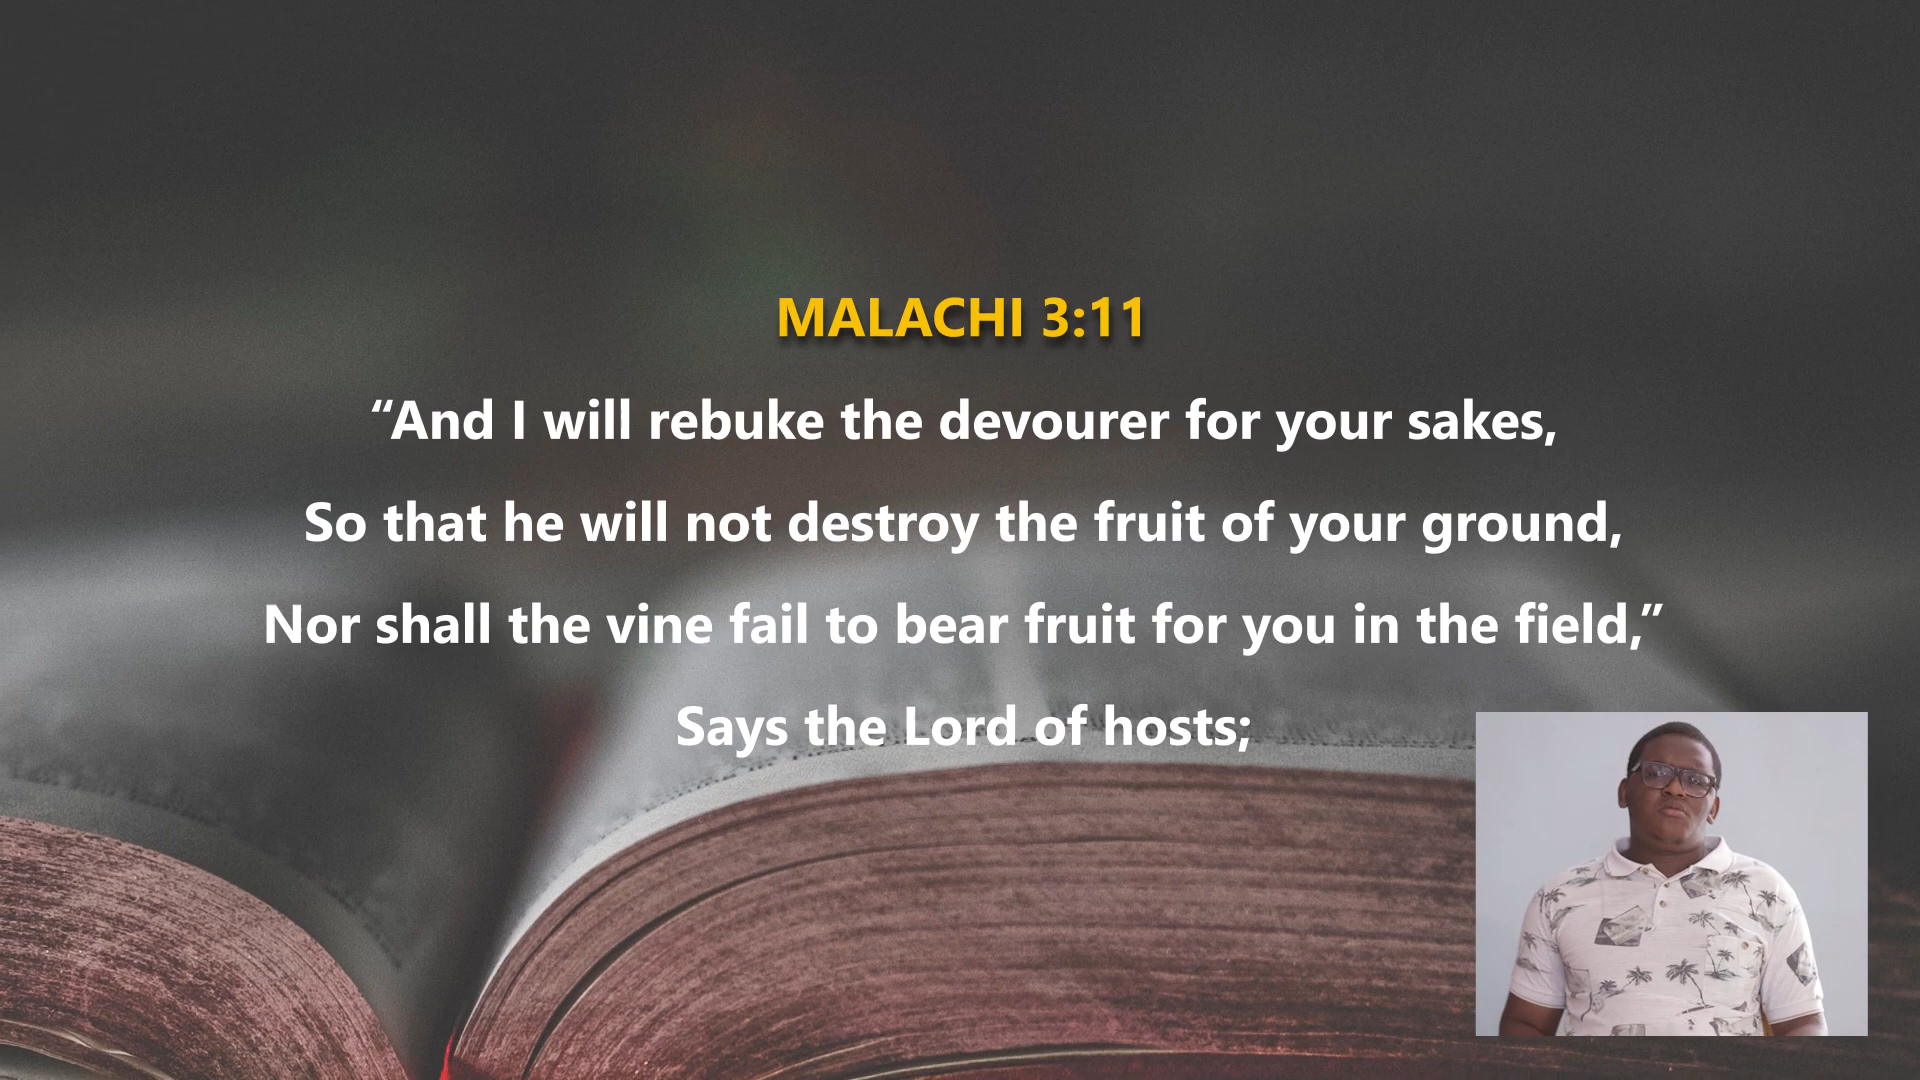 MALACHI 3:11
“And I will rebuke the devourer for your sakes,
So that he will not destroy the fruit of your ground,
Nor shall the vine fail to bear fruit for you in the field,”
Says the Lord of hosts;